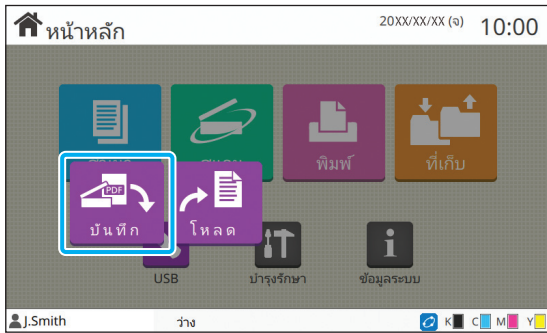 หน้าหลัก
20XX/XX/XX (จ) 10:00
พิมพ์ ที่เก็บ
PDF
บันทึก โหลด
USB บำรุงรักษา ข้อมูลระบบ
J.Smith ว่าง K C M Y